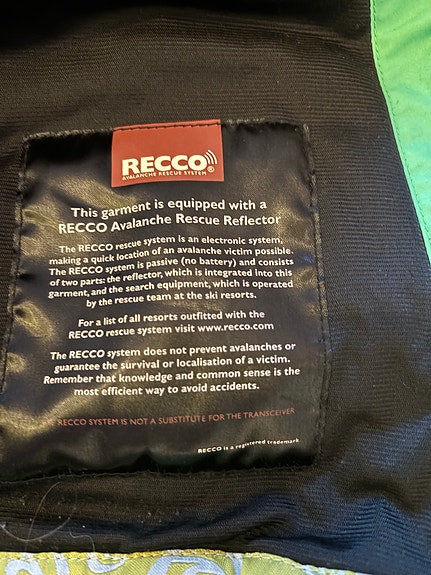 RECCO®
AVALANCHE RESCUE SYSTEM
This garment is equipped with a
RECCO Avalanche Rescue Reflector
The RECCO rescue system is an electronic system,
making a quick location of an avalanche victim possible.
The RECCO system is passive (no battery) and consists
of two parts: the reflector, which is integrated into this
garment, and the search equipment, which is operated
by the rescue team at the ski resorts.
For a list of all resorts outfitted with the
RECCO rescue system visit www.recco.com
The RECCO system does not prevent avalanches or
guarantee the survival or localisation of a victim.
Remember that knowledge and common sense is the
most efficient way to avoid accidents.
RECCO SYSTEM IS NOT A SUBSTITUTE FOR THE TRANSCEIVER
RECCO is a registered trademark